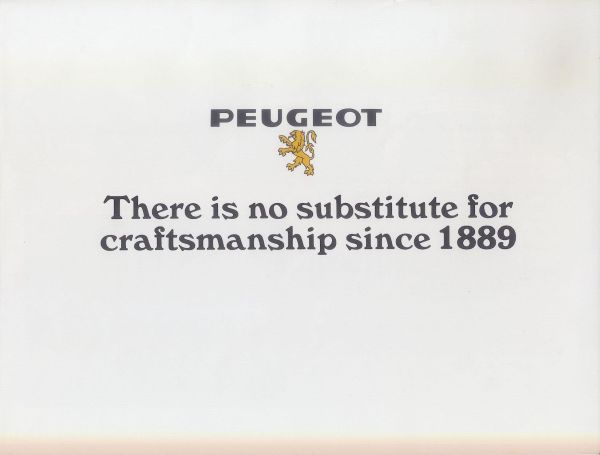 PEUGEOT
There is no substitute for
craftsmanship since 1889